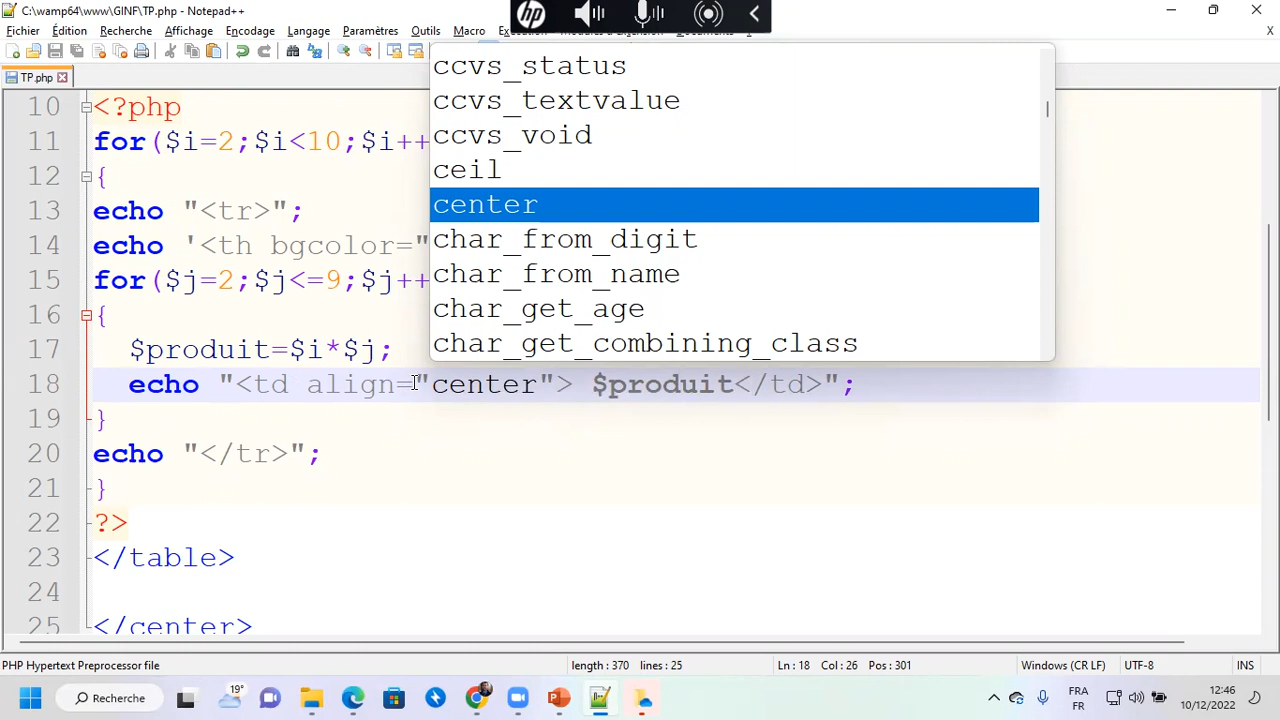 C:\wamp64\www\GINF\TP.php - Notepad++
Fichier Édition Recherche Affichage Encodage Langage Paramètres Outils Macro
TP.php
ccvs_status
ccvs_textvalue
ccvs_void
ceil
center
char_from_digit
char_from_name
char_get_age
char_get_combining_class
10 <?php
11 for($i=2;$i<10;$i++
12 {
13 echo "<tr>";
14 echo '<th bgcolor="
15 for($j=2;$j<=9;$j++
16 {
17 $produit=$i*$j;
18 echo "<td align="center"> $produit</td>";
19 }
20 echo "</tr>";
21 }
22 ?>
23 </table>
24
25 </center>
PHP Hypertext Preprocessor file length : 370 lines : 25 Ln : 18 Col : 26 Pos : 301 Windows (CR LF) UTF-8 INS
Recherche 19° FRA 12:46
FR 10/12/2022